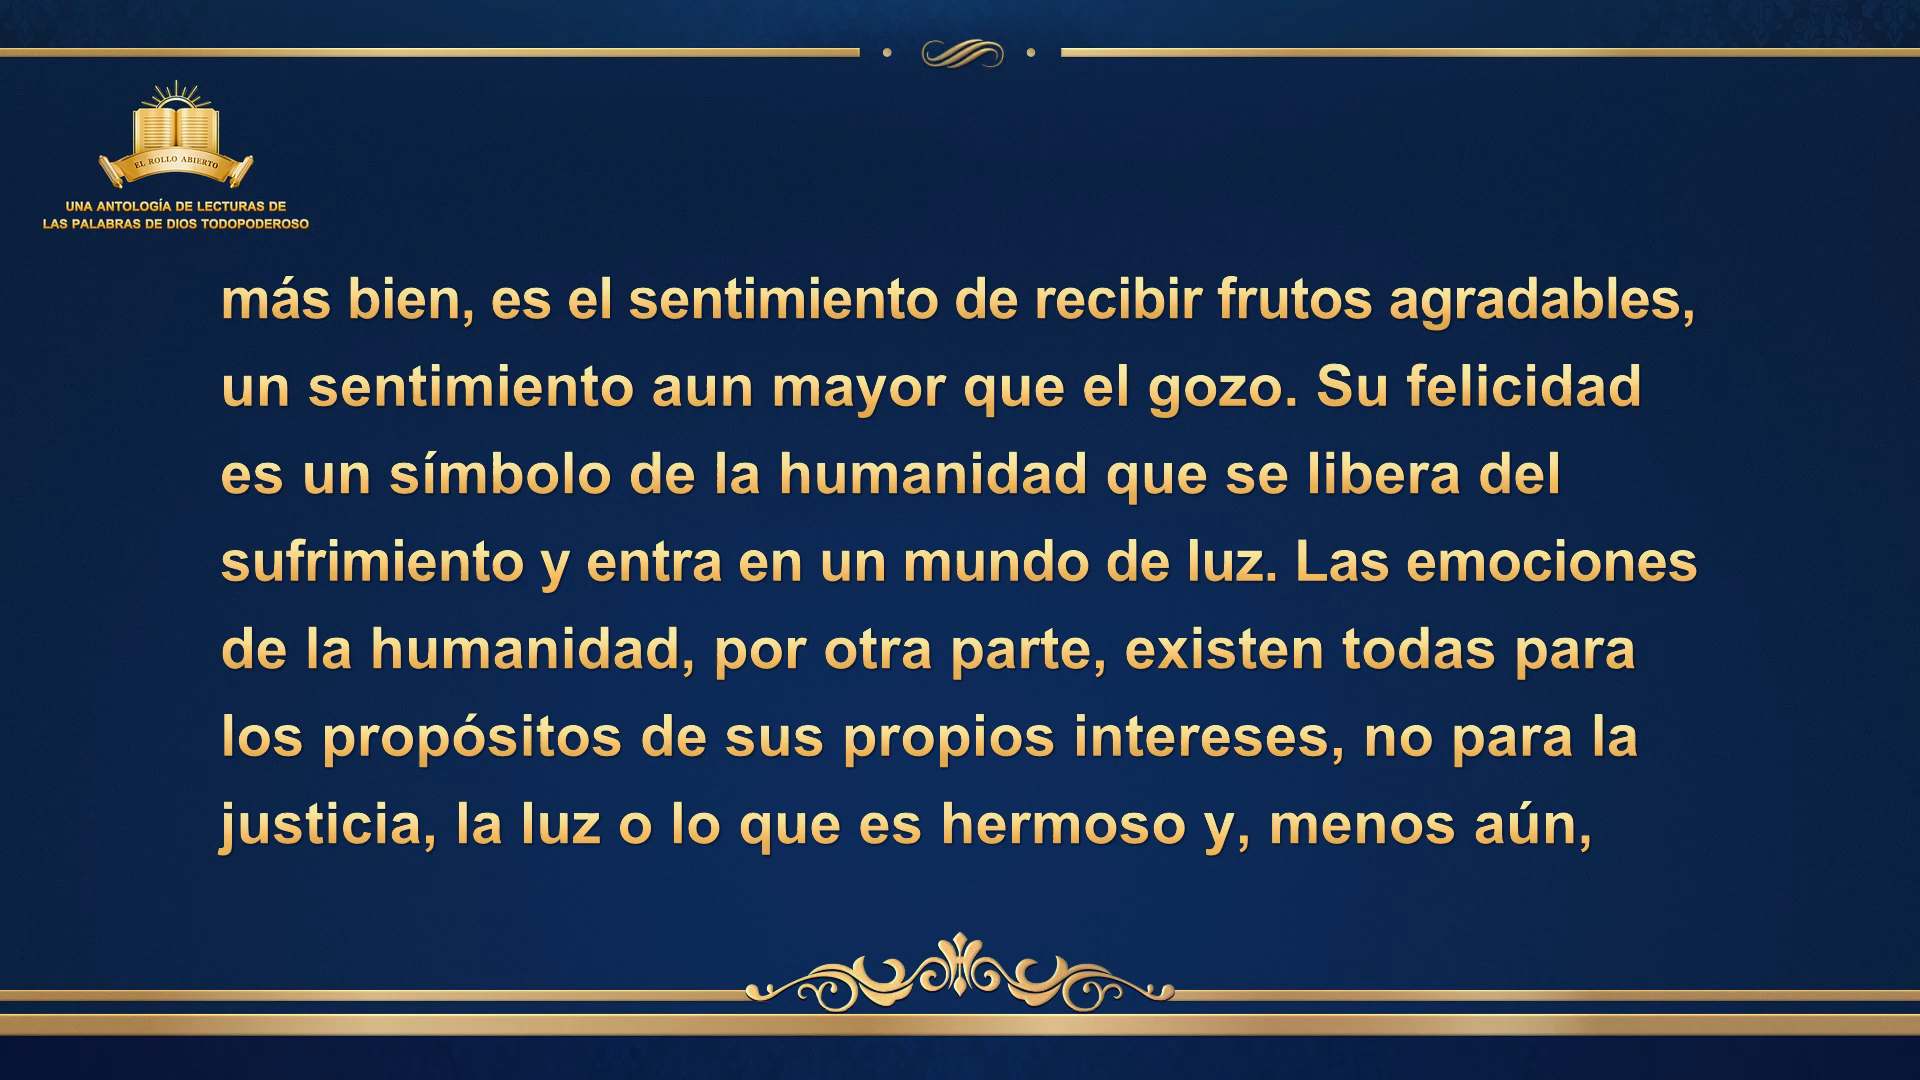 EL ROLLO ABIERTO
UNA ANTOLOGÍA DE LECTURAS DE
LAS PALABRAS DE DIOS TODOPODEROSO
más bien, es el sentimiento de recibir frutos agradables,
un sentimiento aun mayor que el gozo. Su felicidad
es un símbolo de la humanidad que se libera del
sufrimiento y entra en un mundo de luz. Las emociones
de la humanidad, por otra parte, existen todas para
los propósitos de sus propios intereses, no para la
justicia, la luz o lo que es hermoso y, menos aún,